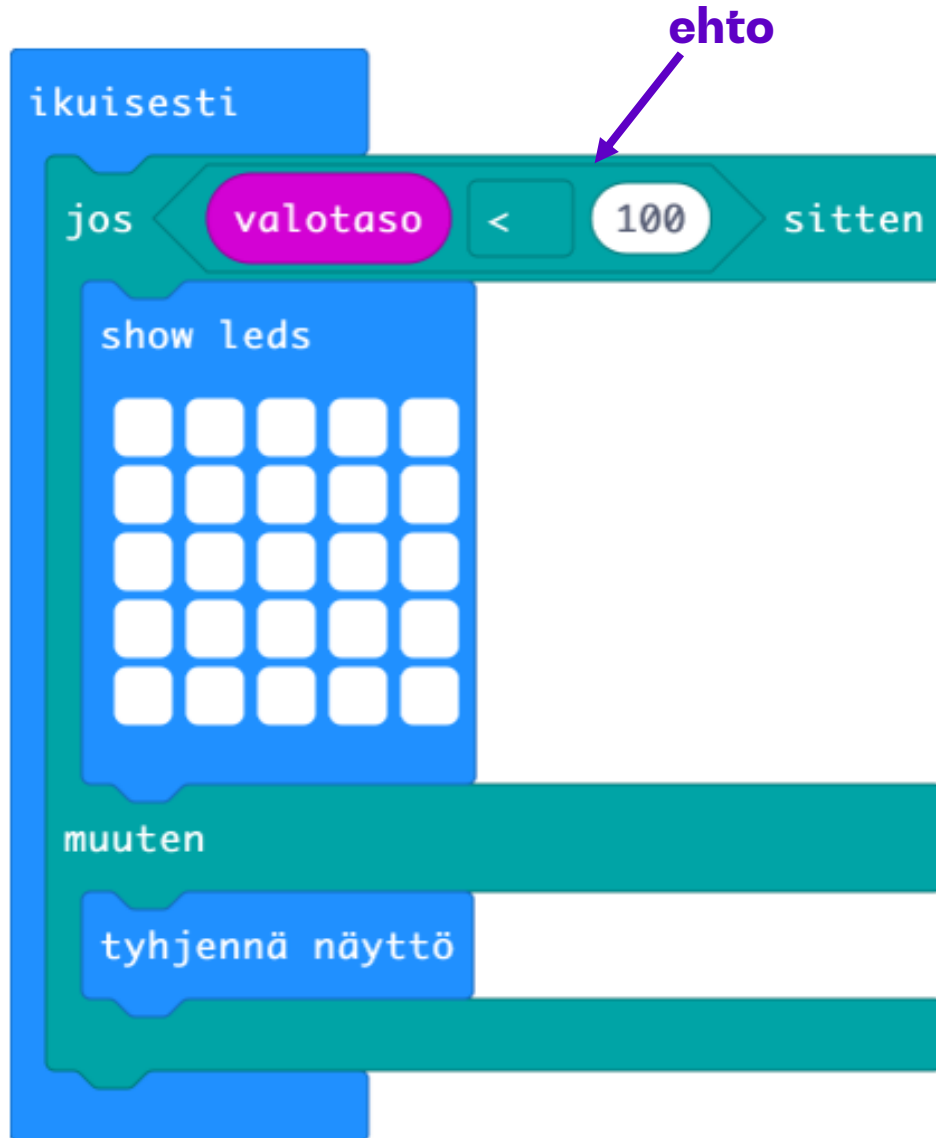 ehto
ikuisesti
jos valotaso < 100 sitten
show leds
muuten
tyhjennä näyttö